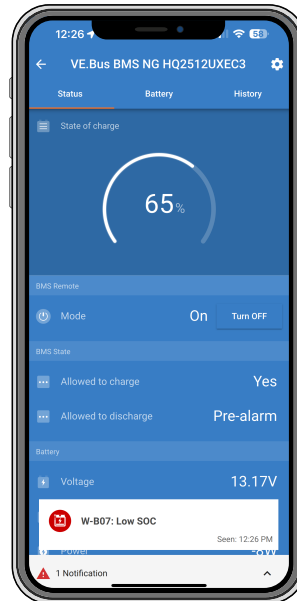 12:26 58
VE.Bus BMS NG HQ2512UXEC3
Status Battery History
State of charge
65%
BMS Remote
Mode On Turn OFF
BMS State
Allowed to charge Yes
Allowed to discharge Pre-alarm
Battery
Voltage 13.17V
W-B07: Low SOC
Seen: 12:26 PM
Power -8W
1 Notification